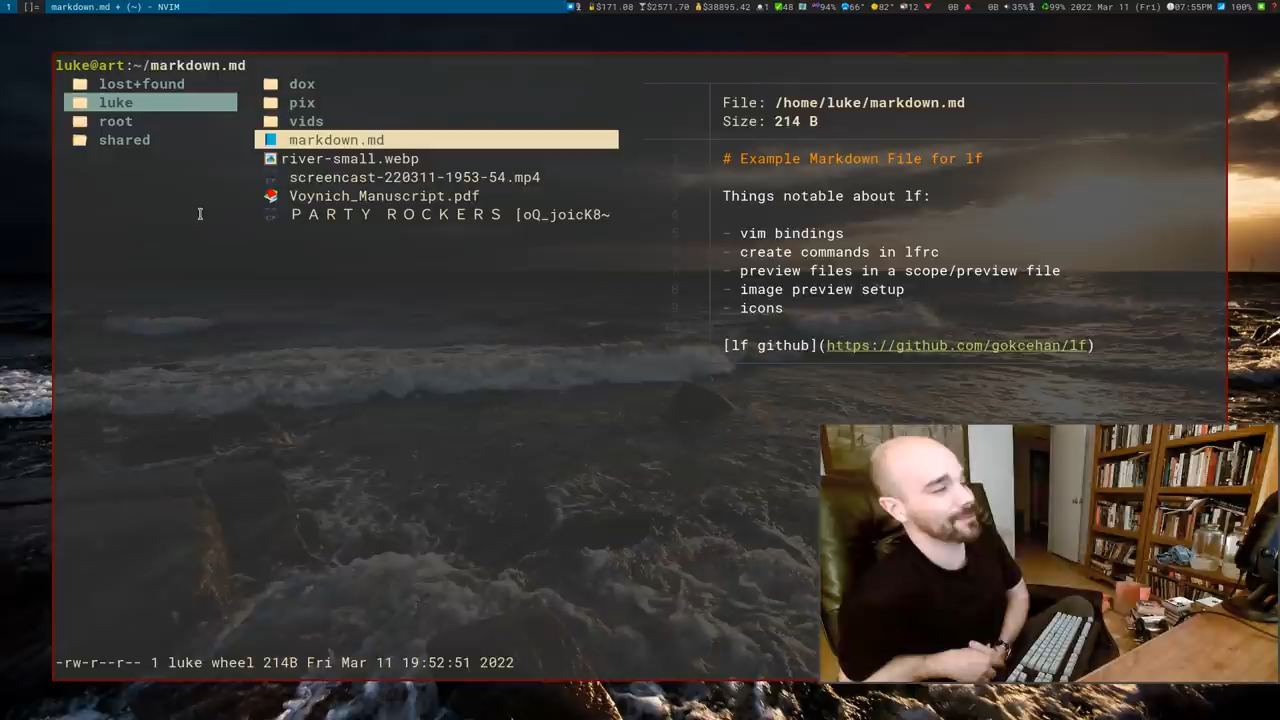 1 []= markdown.md + (~) - NVIM
$171.08 $2571.70 $38895.42 1 48 94% 66° 82° 12 0B 0B 35% 99% 2022 Mar 11 (Fri) 07:55PM 100% ?
luke@art:~/markdown.md
lost+found
luke
root
shared
dox
pix
vids
markdown.md
river-small.webp
screencast-220311-1953-54.mp4
Voynich_Manuscript.pdf
ＰＡＲＴＹ ＲＯＣＫＥＲＳ [oQ_joicK8~
File: /home/luke/markdown.md
Size: 214 B
# Example Markdown File for lf
Things notable about lf:
- vim bindings
- create commands in lfrc
- preview files in a scope/preview file
- image preview setup
- icons
[lf github](https://github.com/gokcehan/lf)
-rw-r--r-- 1 luke wheel 214B Fri Mar 11 19:52:51 2022